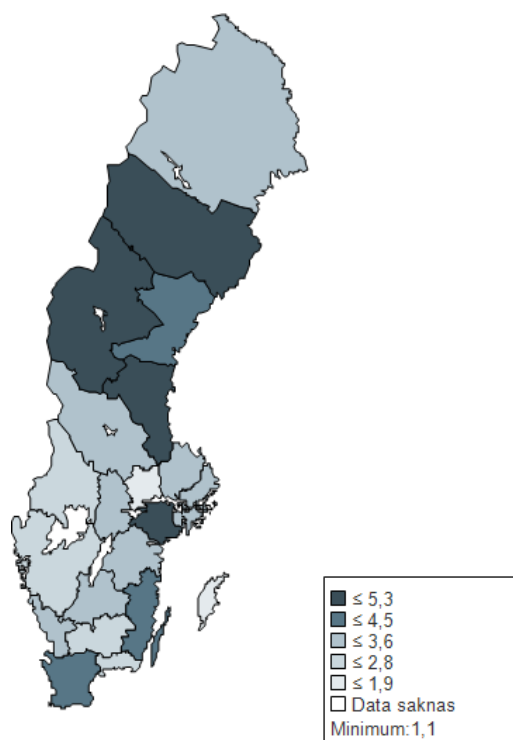 ≤ 5,3
≤ 4,5
≤ 3,6
≤ 2,8
≤ 1,9
Data saknas
Minimum:1,1